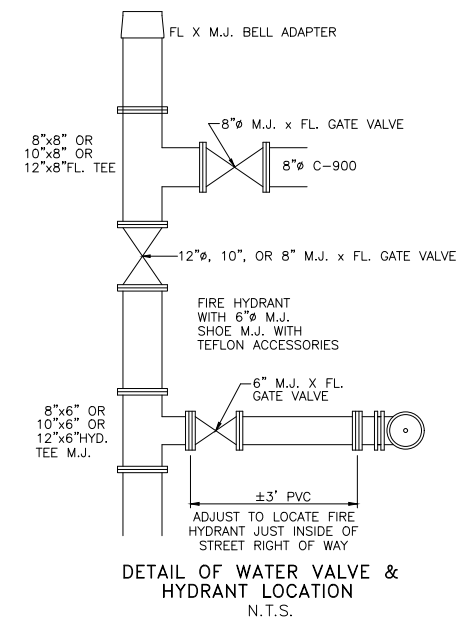 FL X M.J. BELL ADAPTER
8"ø M.J. x FL. GATE VALVE
8"x8" OR
10"x8" OR
12"x8"FL. TEE
8"ø C-900
12"ø, 10", OR 8" M.J. x FL. GATE VALVE
FIRE HYDRANT
WITH 6"ø M.J.
SHOE M.J. WITH
TEFLON ACCESSORIES
6" M.J. X FL.
GATE VALVE
8"x6" OR
10"x6" OR
12"x6"HYD.
TEE M.J.
±3' PVC
ADJUST TO LOCATE FIRE
HYDRANT JUST INSIDE OF
STREET RIGHT OF WAY
DETAIL OF WATER VALVE &
HYDRANT LOCATION
N.T.S.